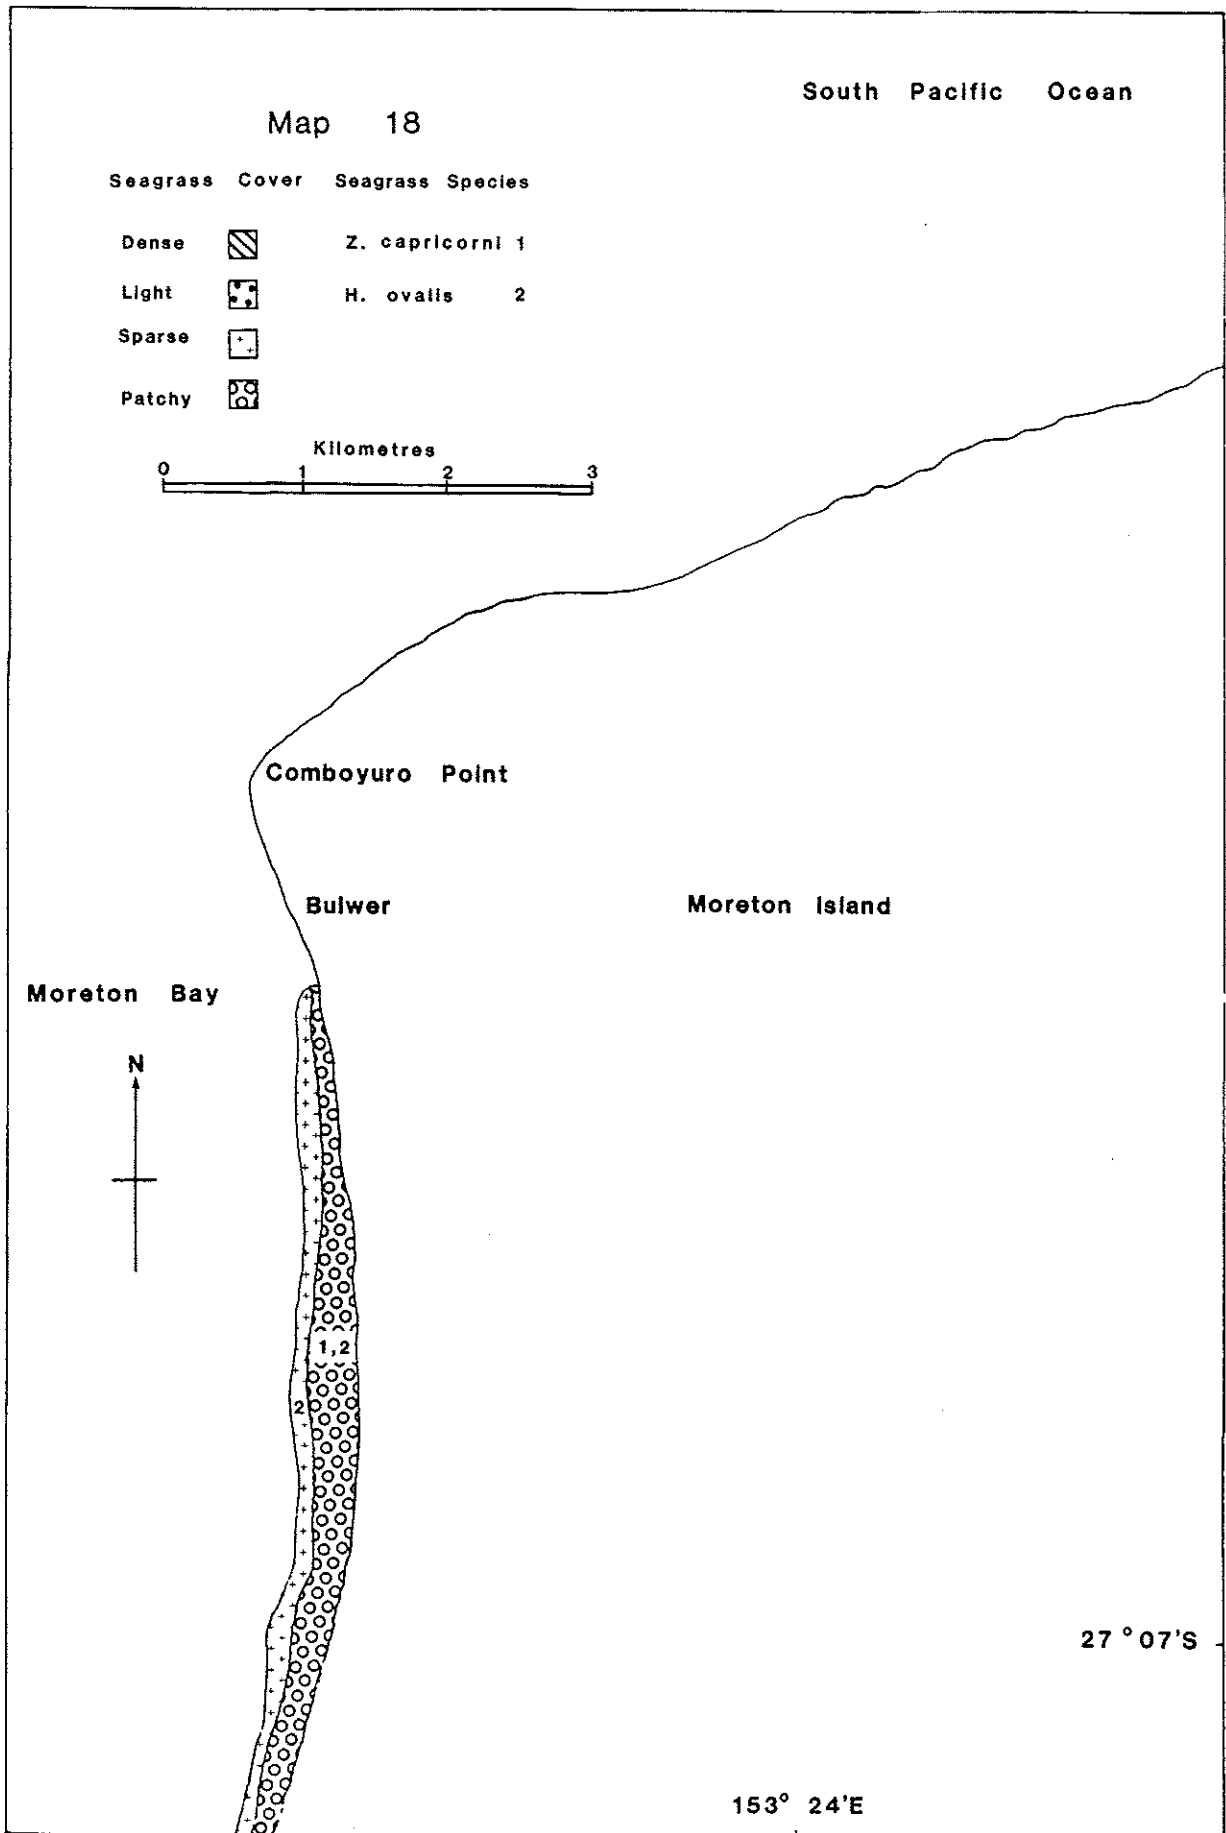 South Pacific Ocean
Map 18
Seagrass Cover Seagrass Species
Dense Z. capricorni 1
Light H. ovalis 2
Sparse
Patchy
Kilometres
0 1 2 3
Comboyuro Point
Bulwer Moreton Island
Moreton Bay
N
1,2
2
27°07'S
153° 24'E